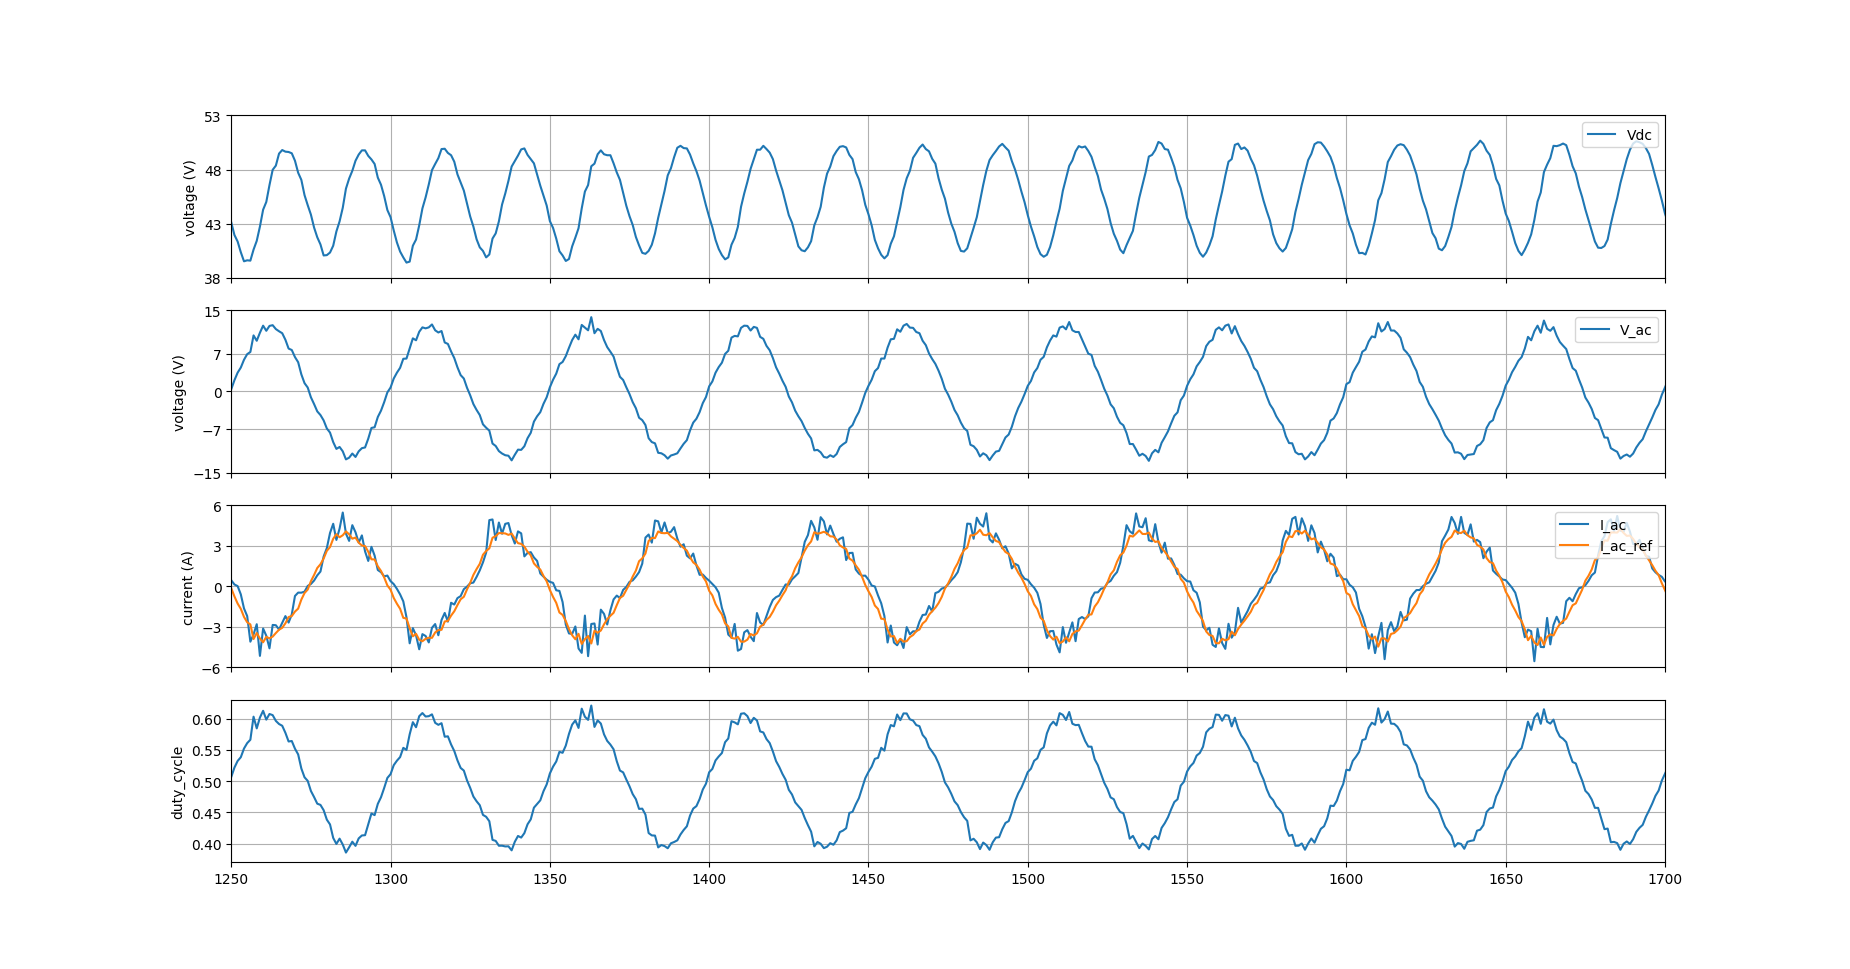 53
48
43
38
voltage (V)
Vdc
15
7
0
−7
−15
voltage (V)
V_ac
6
3
0
−3
−6
current (A)
I_ac
I_ac_ref
0.60
0.55
0.50
0.45
0.40
duty_cycle
1250 1300 1350 1400 1450 1500 1550 1600 1650 1700